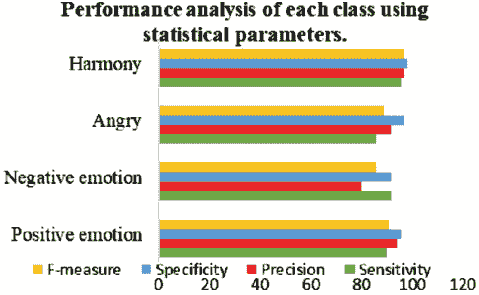 Performance analysis of each class using
statistical parameters.
Harmony
Angry
Negative emotion
Positive emotion
F-measure Specificity Precision Sensitivity
0 20 40 60 80 100 120